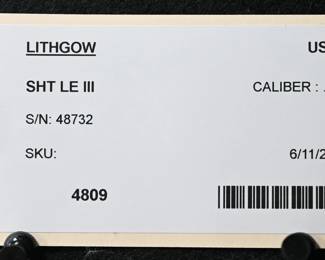 LITHGOW US
SHT LE III CALIBER : .
S/N: 48732
SKU: 6/11/2
4809